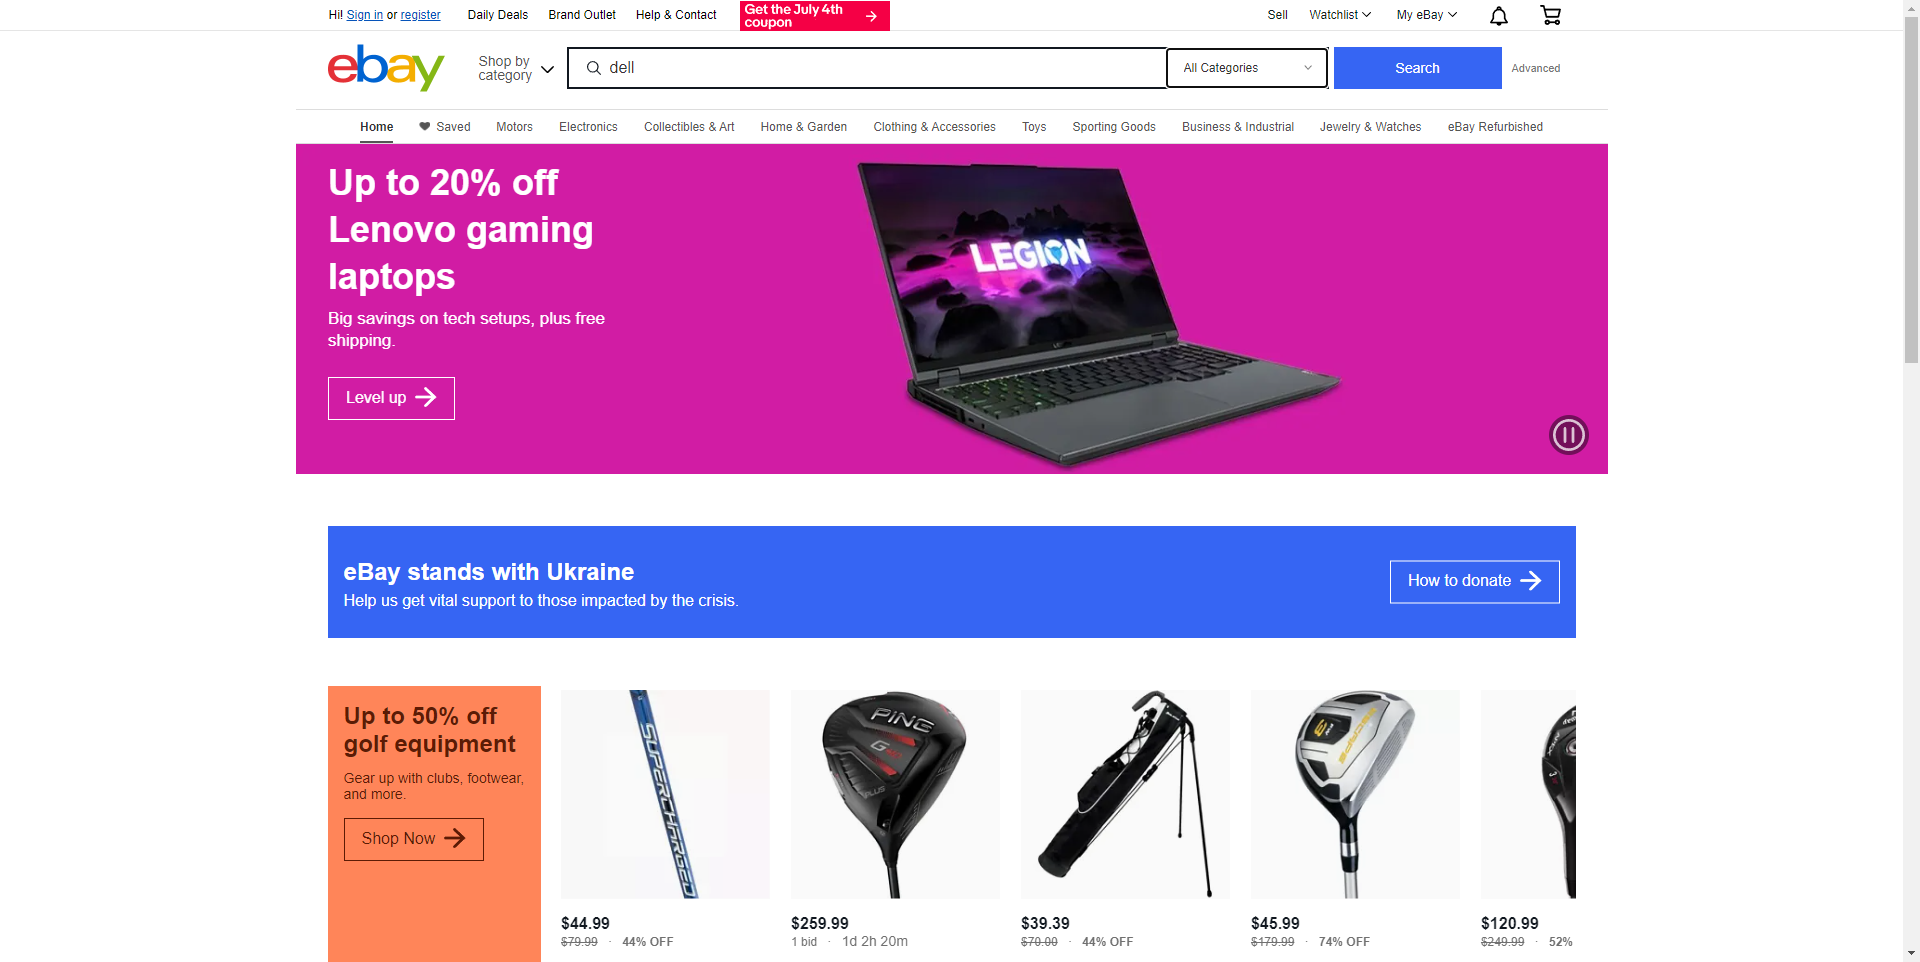 Hi! Sign in or register
Daily Deals
Brand Outlet
Help & Contact
Get the July 4th
coupon
Sell
Watchlist
My eBay
ebay
Shop by
category
dell
All Categories
Search
Advanced
Home
Saved
Motors
Electronics
Collectibles & Art
Home & Garden
Clothing & Accessories
Toys
Sporting Goods
Business & Industrial
Jewelry & Watches
eBay Refurbished
Up to 20% off
Lenovo gaming
laptops
Big savings on tech setups, plus free
shipping.
Level up
LEGION
eBay stands with Ukraine
Help us get vital support to those impacted by the crisis.
How to donate
Up to 50% off
golf equipment
Gear up with clubs, footwear,
and more.
Shop Now
SUPERCHARGED
PING
$44.99
$79.99 · 44% OFF
$259.99
1 bid · 1d 2h 20m
$39.39
$70.00 · 44% OFF
$45.99
$179.99 · 74% OFF
$120.99
$249.99 · 52%